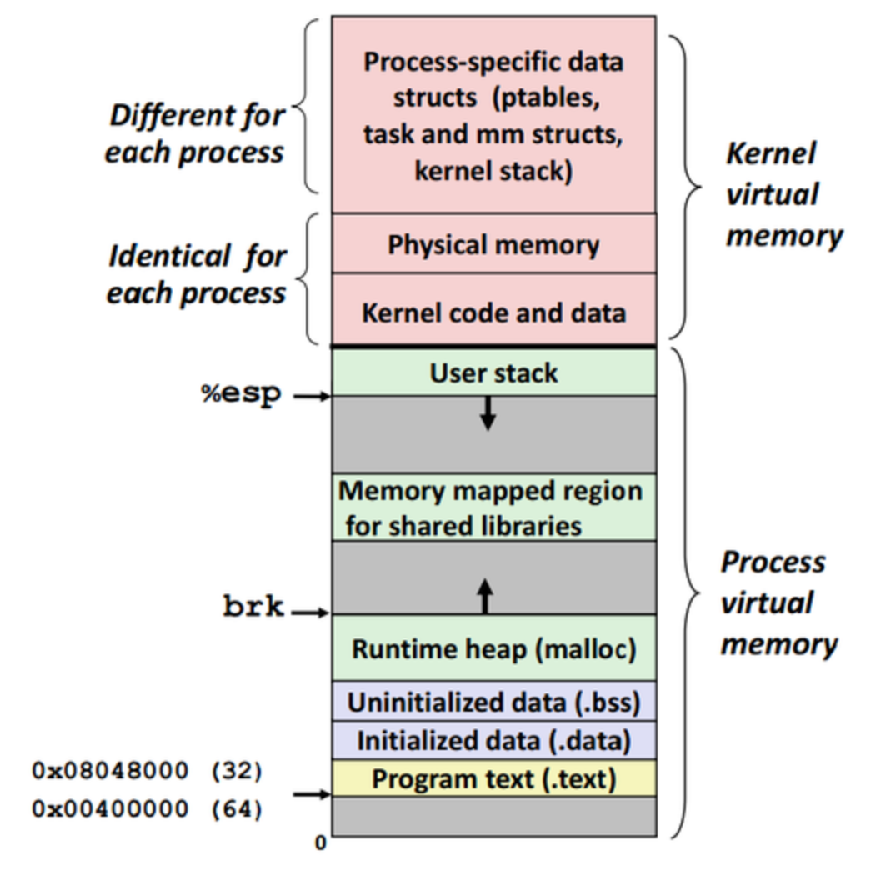 Process-specific data
structs (ptables,
task and mm structs,
kernel stack)
Different for
each process
Kernel
virtual
memory
Physical memory
Identical for
each process
Kernel code and data
User stack
%esp
Memory mapped region
for shared libraries
Process
virtual
memory
brk
Runtime heap (malloc)
Uninitialized data (.bss)
Initialized data (.data)
Program text (.text)
0x08048000 (32)
0x00400000 (64)
0